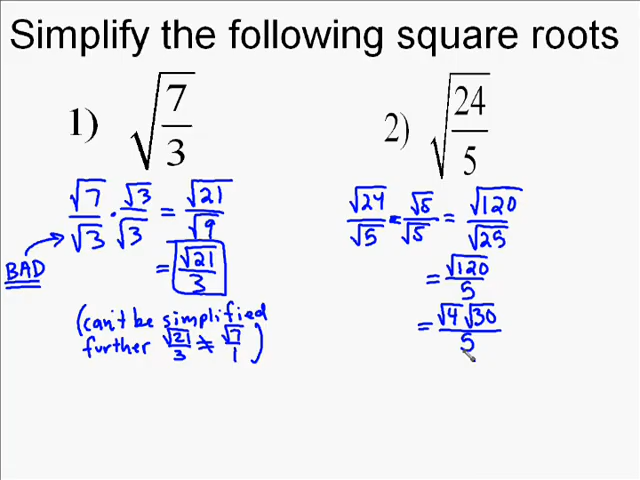 Simplify the following square roots
1) √(7/3)
√7/√3 · √3/√3 = √21/√9
BAD
= √21/3
(can't be simplified
further √21/3 ≠ √7/1)
2) √(24/5)
√24/√5 · √5/√5 = √120/√25
= √120/5
= √4√30/5